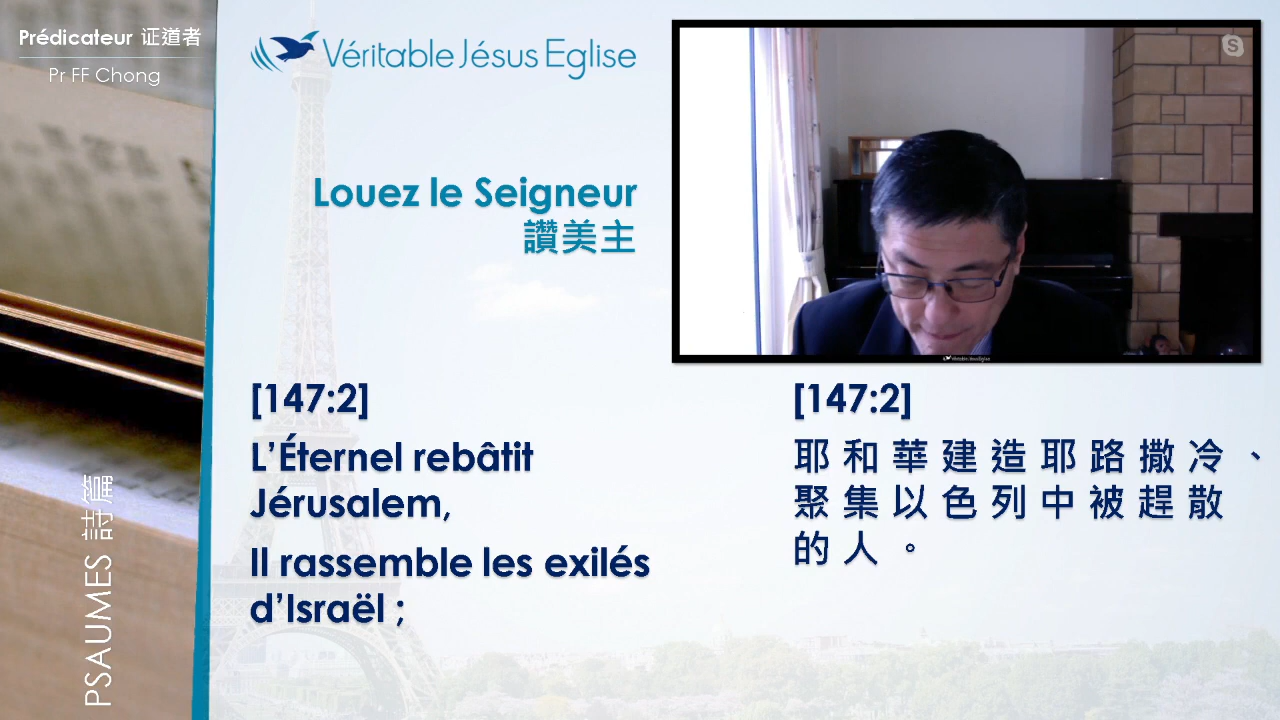 Prédicateur 证道者
Pr FF Chong
Véritable Jésus Eglise
Louez le Seigneur
讚美主
[147:2]
L’Éternel rebâtit
Jérusalem,
Il rassemble les exilés
d’Israël ;
[147:2]
耶和華建造耶路撒冷、
聚集以色列中被趕散
的人。
PSAUMES 詩篇